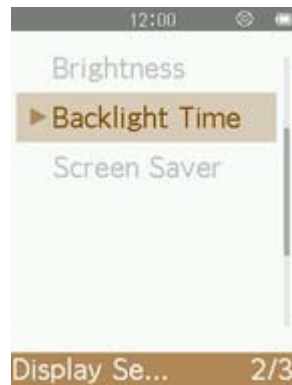 12:00
Brightness
Backlight Time
Screen Saver
Display Se... 2/3